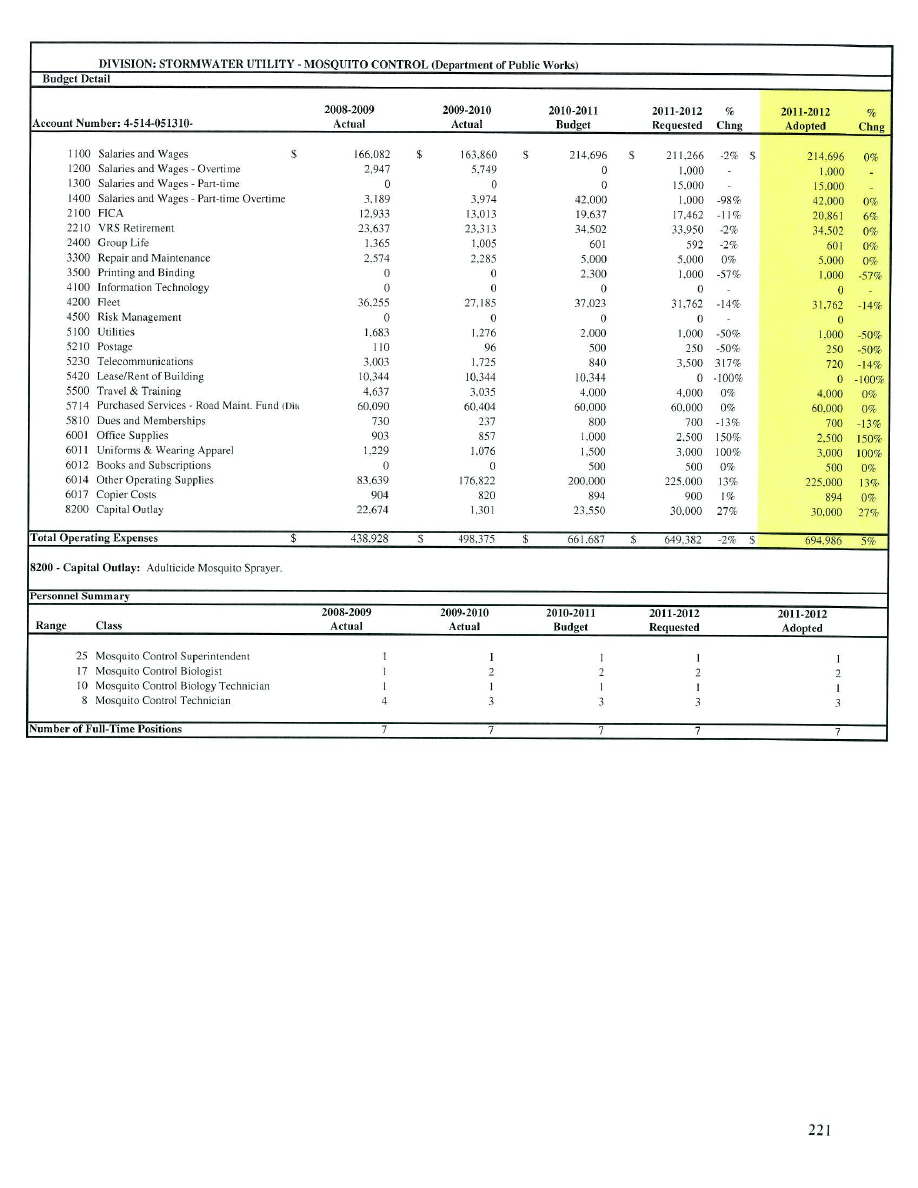 DIVISION: STORMWATER UTILITY - MOSQUITO CONTROL (Department of Public Works)
Budget Detail
2008-2009 2009-2010 2010-2011 2011-2012 % 2011-2012 %
Account Number: 4-514-051310- Actual Actual Budget Requested Chng Adopted Chng
1100 Salaries and Wages $ 166,082 $ 163,860 $ 214,696 $ 211,266 -2% $ 214,696 0%
1200 Salaries and Wages - Overtime 2,947 5,749 0 1,000 - 1,000 -
1300 Salaries and Wages - Part-time 0 0 0 15,000 - 15,000 -
1400 Salaries and Wages - Part-time Overtime 3,189 3,974 42,000 1,000 -98% 42,000 0%
2100 FICA 12,933 13,013 19,637 17,462 -11% 20,861 6%
2210 VRS Retirement 23,637 23,313 34,502 33,950 -2% 34,502 0%
2400 Group Life 1,365 1,005 601 592 -2% 601 0%
3300 Repair and Maintenance 2,574 2,285 5,000 5,000 0% 5,000 0%
3500 Printing and Binding 0 0 2,300 1,000 -57% 1,000 -57%
4100 Information Technology 0 0 0 0 - 0 -
4200 Fleet 36,255 27,185 37,023 31,762 -14% 31,762 -14%
4500 Risk Management 0 0 0 0 - 0
5100 Utilities 1,683 1,276 2,000 1,000 -50% 1,000 -50%
5210 Postage 110 96 500 250 -50% 250 -50%
5230 Telecommunications 3,003 1,725 840 3,500 317% 720 -14%
5420 Lease/Rent of Building 10,344 10,344 10,344 0 -100% 0 -100%
5500 Travel & Training 4,637 3,035 4,000 4,000 0% 4,000 0%
5714 Purchased Services - Road Maint. Fund (Ditc 60,090 60,404 60,000 60,000 0% 60,000 0%
5810 Dues and Memberships 730 237 800 700 -13% 700 -13%
6001 Office Supplies 903 857 1,000 2,500 150% 2,500 150%
6011 Uniforms & Wearing Apparel 1,229 1,076 1,500 3,000 100% 3,000 100%
6012 Books and Subscriptions 0 0 500 500 0% 500 0%
6014 Other Operating Supplies 83,639 176,822 200,000 225,000 13% 225,000 13%
6017 Copier Costs 904 820 894 900 1% 894 0%
8200 Capital Outlay 22,674 1,301 23,550 30,000 27% 30,000 27%
Total Operating Expenses $ 438,928 $ 498,375 $ 661,687 $ 649,382 -2% $ 694,986 5%
8200 - Capital Outlay: Adulticide Mosquito Sprayer.
Personnel Summary
2008-2009 2009-2010 2010-2011 2011-2012 2011-2012
Range Class Actual Actual Budget Requested Adopted
25 Mosquito Control Superintendent 1 1 1 1 1
17 Mosquito Control Biologist 1 2 2 2 2
10 Mosquito Control Biology Technician 1 1 1 1 1
8 Mosquito Control Technician 4 3 3 3 3
Number of Full-Time Positions 7 7 7 7 7
221